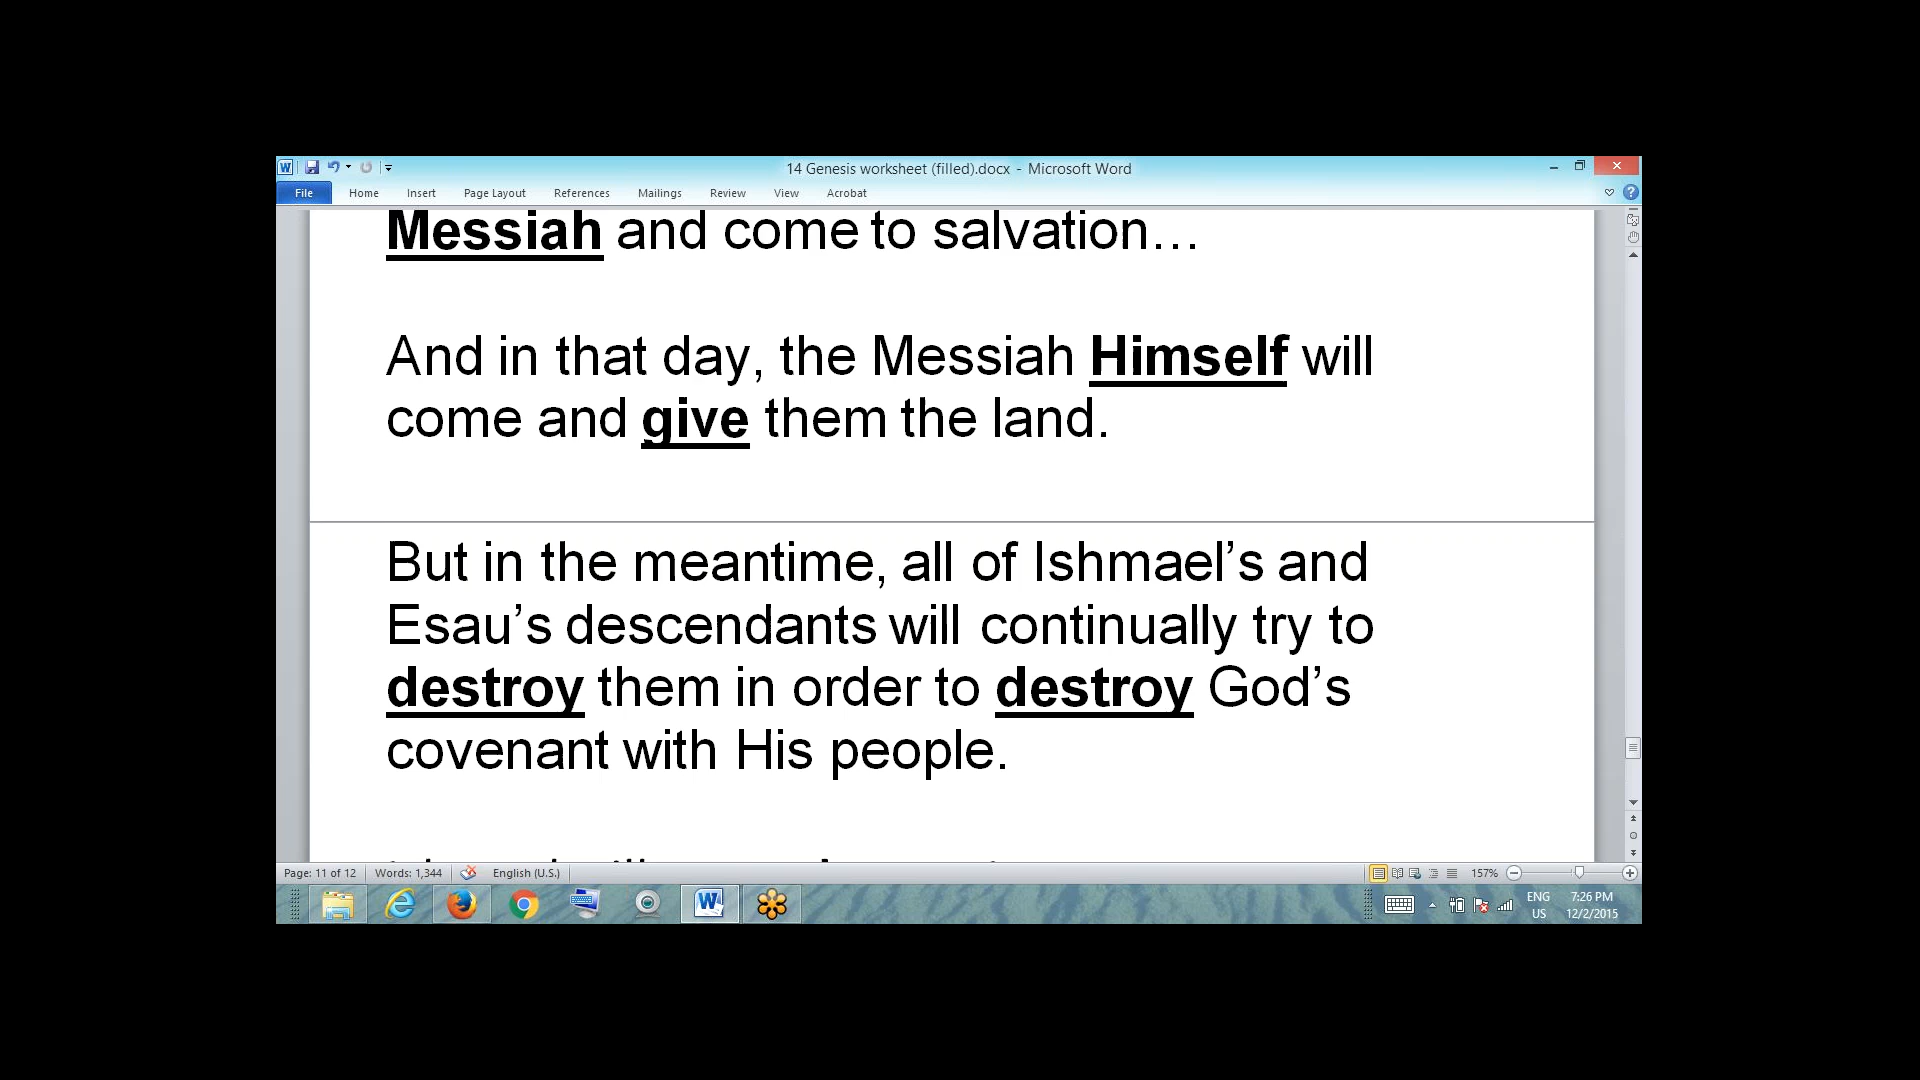 14 Genesis worksheet (filled).docx - Microsoft Word
File Home Insert Page Layout References Mailings Review View Acrobat
Messiah and come to salvation…
And in that day, the Messiah Himself will
come and give them the land.
But in the meantime, all of Ishmael’s and
Esau’s descendants will continually try to
destroy them in order to destroy God’s
covenant with His people.
Page: 11 of 12 Words: 1,344 English (U.S.) 157%
ENG 7:26 PM
US 12/2/2015